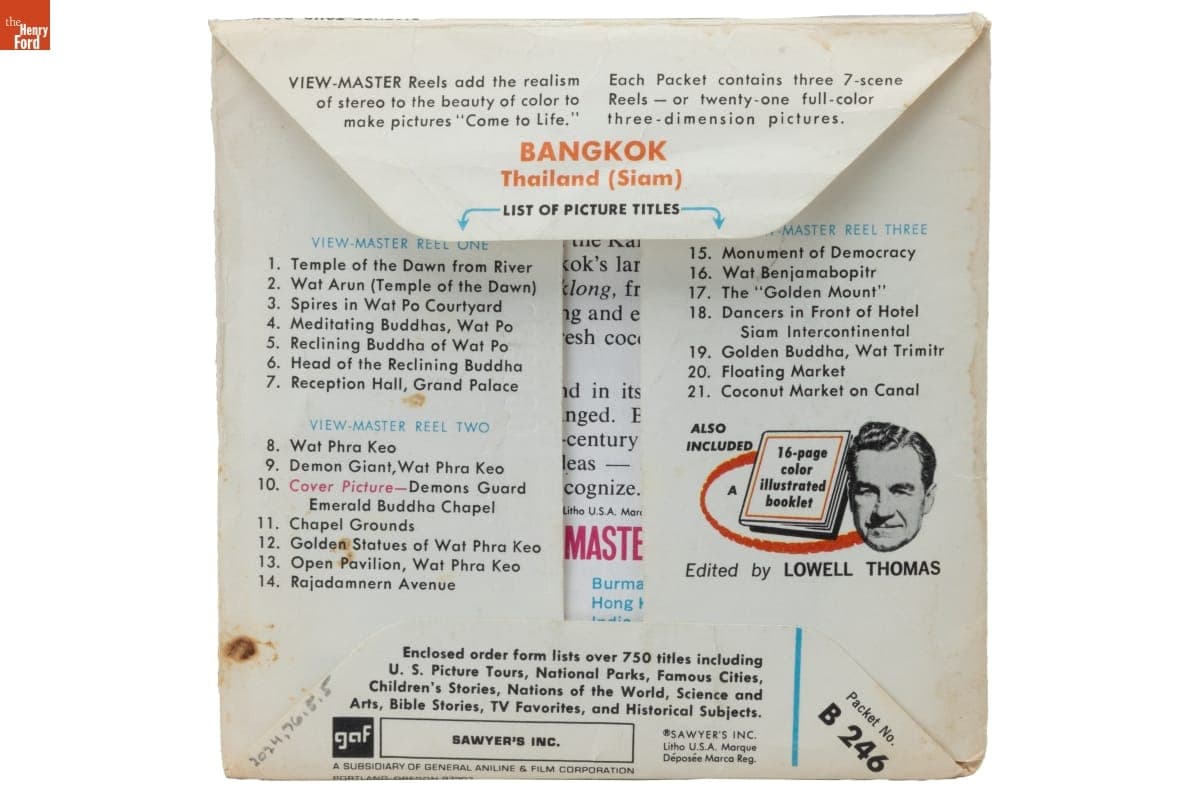 the
Henry
Ford
VIEW-MASTER Reels add the realism
of stereo to the beauty of color to
make pictures "Come to Life."
Each Packet contains three 7-scene
Reels — or twenty-one full-color
three-dimension pictures.
BANGKOK
Thailand (Siam)
LIST OF PICTURE TITLES
VIEW-MASTER REEL ONE
1. Temple of the Dawn from River
2. Wat Arun (Temple of the Dawn)
3. Spires in Wat Po Courtyard
4. Meditating Buddhas, Wat Po
5. Reclining Buddha of Wat Po
6. Head of the Reclining Buddha
7. Reception Hall, Grand Palace
VIEW-MASTER REEL TWO
8. Wat Phra Keo
9. Demon Giant, Wat Phra Keo
10. Cover Picture—Demons Guard
Emerald Buddha Chapel
11. Chapel Grounds
12. Golden Statues of Wat Phra Keo
13. Open Pavilion, Wat Phra Keo
14. Rajadamnern Avenue
the Kal
kok's lar
klong, fr
ng and e
resh coc
nd in its
nged. E
-century
deas —
cognize.
Litho U.S.A. Marq
MASTE
Burma
Hong K
India
-MASTER REEL THREE
15. Monument of Democracy
16. Wat Benjamabopitr
17. The "Golden Mount"
18. Dancers in Front of Hotel
Siam Intercontinental
19. Golden Buddha, Wat Trimitr
20. Floating Market
21. Coconut Market on Canal
ALSO
INCLUDED
A
16-page
color
illustrated
booklet
Edited by LOWELL THOMAS
Enclosed order form lists over 750 titles including
U. S. Picture Tours, National Parks, Famous Cities,
Children's Stories, Nations of the World, Science and
Arts, Bible Stories, TV Favorites, and Historical Subjects.
gaf
SAWYER'S INC.
A SUBSIDIARY OF GENERAL ANILINE & FILM CORPORATION
PORTLAND, OREGON 97207
®SAWYER'S INC.
Litho U.S.A. Marque
Déposée Marca Reg.
Packet No.
B 246
2024.76.5.5